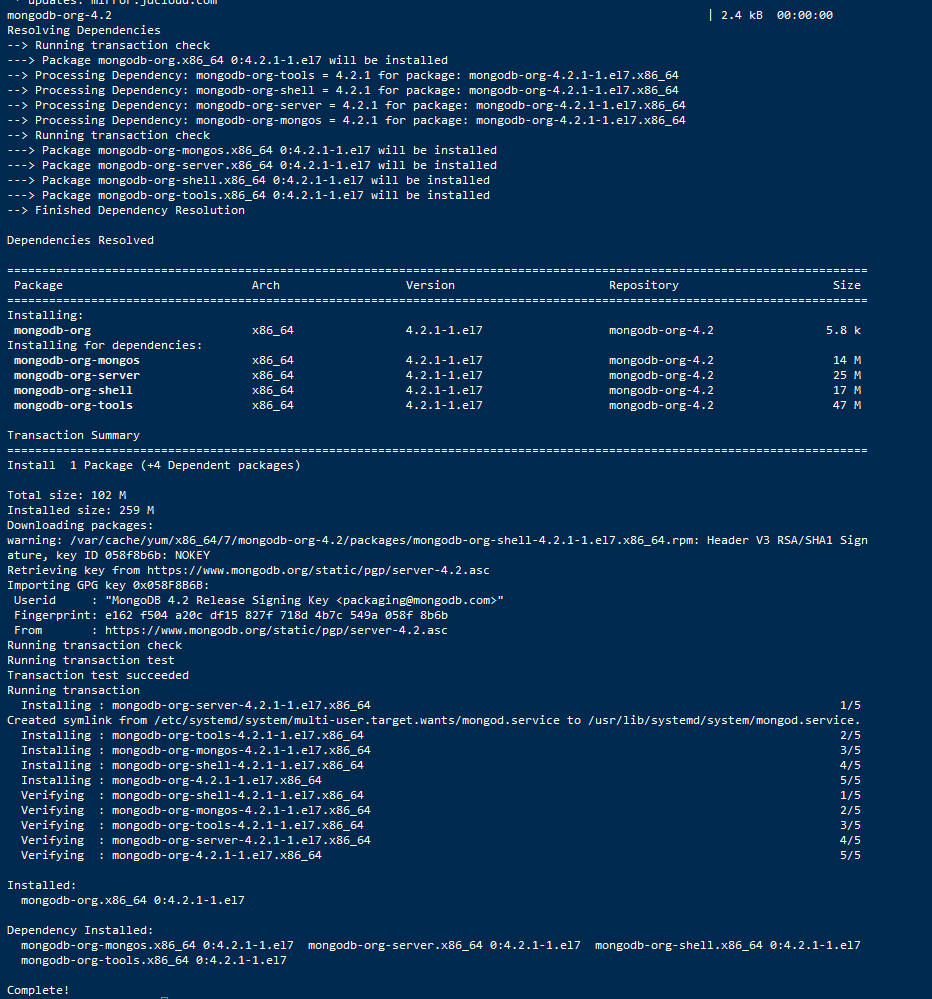 * updates: mirror.jdcloud.com
mongodb-org-4.2 | 2.4 kB 00:00:00
Resolving Dependencies
--> Running transaction check
---> Package mongodb-org.x86_64 0:4.2.1-1.el7 will be installed
--> Processing Dependency: mongodb-org-tools = 4.2.1 for package: mongodb-org-4.2.1-1.el7.x86_64
--> Processing Dependency: mongodb-org-shell = 4.2.1 for package: mongodb-org-4.2.1-1.el7.x86_64
--> Processing Dependency: mongodb-org-server = 4.2.1 for package: mongodb-org-4.2.1-1.el7.x86_64
--> Processing Dependency: mongodb-org-mongos = 4.2.1 for package: mongodb-org-4.2.1-1.el7.x86_64
--> Running transaction check
---> Package mongodb-org-mongos.x86_64 0:4.2.1-1.el7 will be installed
---> Package mongodb-org-server.x86_64 0:4.2.1-1.el7 will be installed
---> Package mongodb-org-shell.x86_64 0:4.2.1-1.el7 will be installed
---> Package mongodb-org-tools.x86_64 0:4.2.1-1.el7 will be installed
--> Finished Dependency Resolution
Dependencies Resolved
===========================================================================================================================
Package Arch Version Repository Size
===========================================================================================================================
Installing:
mongodb-org x86_64 4.2.1-1.el7 mongodb-org-4.2 5.8 k
Installing for dependencies:
mongodb-org-mongos x86_64 4.2.1-1.el7 mongodb-org-4.2 14 M
mongodb-org-server x86_64 4.2.1-1.el7 mongodb-org-4.2 25 M
mongodb-org-shell x86_64 4.2.1-1.el7 mongodb-org-4.2 17 M
mongodb-org-tools x86_64 4.2.1-1.el7 mongodb-org-4.2 47 M
Transaction Summary
===========================================================================================================================
Install 1 Package (+4 Dependent packages)
Total size: 102 M
Installed size: 259 M
Downloading packages:
warning: /var/cache/yum/x86_64/7/mongodb-org-4.2/packages/mongodb-org-shell-4.2.1-1.el7.x86_64.rpm: Header V3 RSA/SHA1 Sign
ature, key ID 058f8b6b: NOKEY
Retrieving key from https://www.mongodb.org/static/pgp/server-4.2.asc
Importing GPG key 0x058F8B6B:
Userid : "MongoDB 4.2 Release Signing Key <packaging@mongodb.com>"
Fingerprint: e162 f504 a20c df15 827f 718d 4b7c 549a 058f 8b6b
From : https://www.mongodb.org/static/pgp/server-4.2.asc
Running transaction check
Running transaction test
Transaction test succeeded
Running transaction
Installing : mongodb-org-server-4.2.1-1.el7.x86_64 1/5
Created symlink from /etc/systemd/system/multi-user.target.wants/mongod.service to /usr/lib/systemd/system/mongod.service.
Installing : mongodb-org-tools-4.2.1-1.el7.x86_64 2/5
Installing : mongodb-org-mongos-4.2.1-1.el7.x86_64 3/5
Installing : mongodb-org-shell-4.2.1-1.el7.x86_64 4/5
Installing : mongodb-org-4.2.1-1.el7.x86_64 5/5
Verifying : mongodb-org-shell-4.2.1-1.el7.x86_64 1/5
Verifying : mongodb-org-mongos-4.2.1-1.el7.x86_64 2/5
Verifying : mongodb-org-tools-4.2.1-1.el7.x86_64 3/5
Verifying : mongodb-org-server-4.2.1-1.el7.x86_64 4/5
Verifying : mongodb-org-4.2.1-1.el7.x86_64 5/5
Installed:
mongodb-org.x86_64 0:4.2.1-1.el7
Dependency Installed:
mongodb-org-mongos.x86_64 0:4.2.1-1.el7 mongodb-org-server.x86_64 0:4.2.1-1.el7 mongodb-org-shell.x86_64 0:4.2.1-1.el7
mongodb-org-tools.x86_64 0:4.2.1-1.el7
Complete!